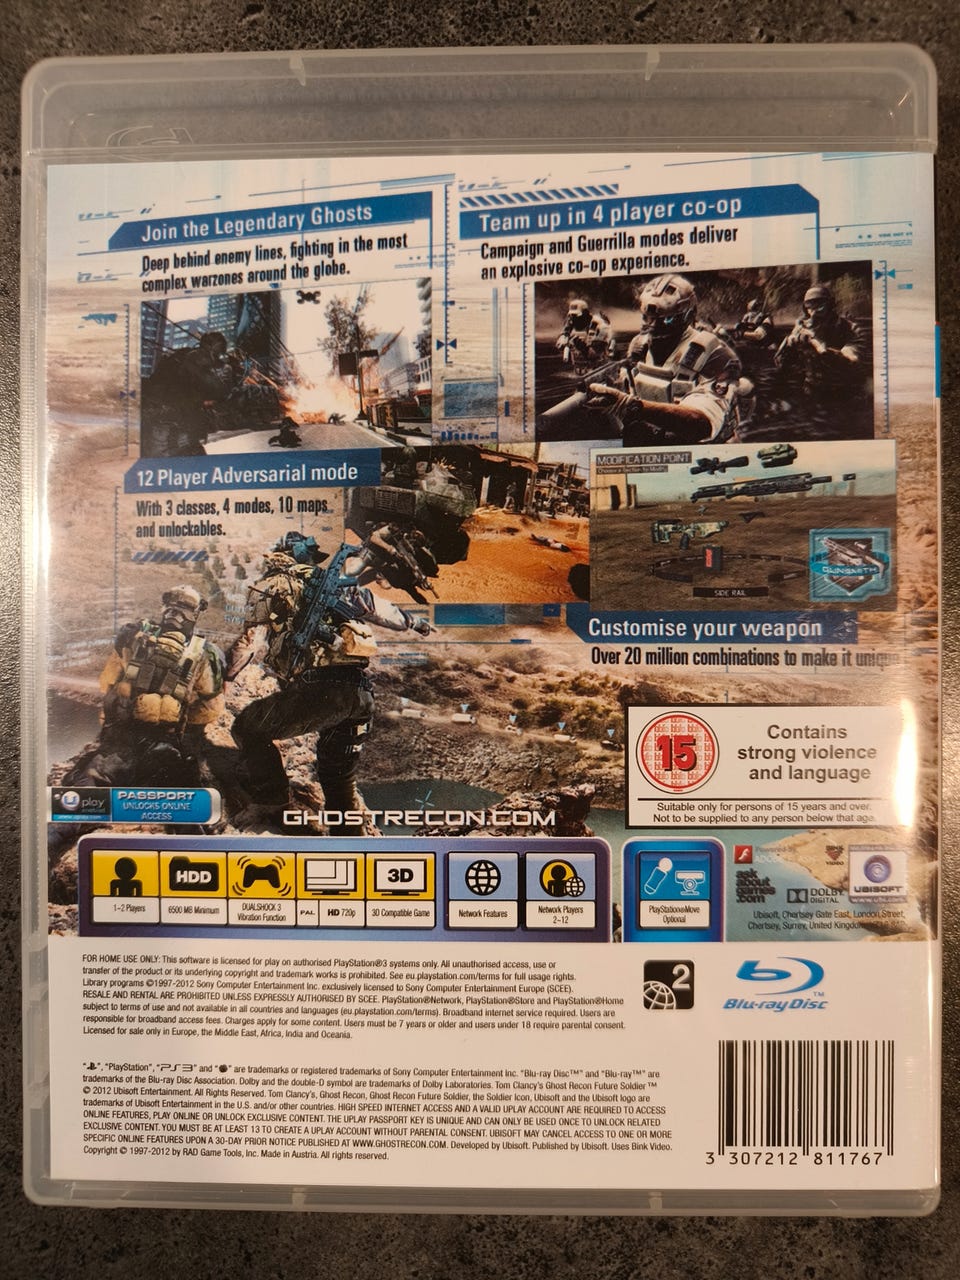 Join the Legendary Ghosts
Deep behind enemy lines, fighting in the most
complex warzones around the globe.
Team up in 4 player co-op
Campaign and Guerrilla modes deliver
an explosive co-op experience.
12 Player Adversarial mode
With 3 classes, 4 modes, 10 maps
and unlockables.
MODIFICATION POINT
SIDE RAIL
GUNSMITH
Customise your weapon
Over 20 million combinations to make it unique
15
Contains
strong violence
and language
Suitable only for persons of 15 years and over.
Not to be supplied to any person below that age.
Uplay
PASSPORT
UNLOCKS ONLINE
ACCESS
GHOSTRECON.COM
1-2 Players
HDD
6500 MB Minimum
DUALSHOCK 3
Vibration Function
PAL
HD 720p
3D
3D Compatible Game
Network Features
Network Players
2-12
PlayStation®Move
Optional
Powered by
ask
about
games
.com
BINK
VIDEO
DOLBY
DIGITAL
UBISOFT
Ubisoft, Chertsey Gate East, London Street,
Chertsey, Surrey, United Kingdom
FOR HOME USE ONLY: This software is licensed for play on authorised PlayStation®3 systems only. All unauthorised access, use or
transfer of the product or its underlying copyright and trademark works is prohibited. See eu.playstation.com/terms for full usage rights.
Library programs ©1997-2012 Sony Computer Entertainment Inc. exclusively licensed to Sony Computer Entertainment Europe (SCEE).
RESALE AND RENTAL ARE PROHIBITED UNLESS EXPRESSLY AUTHORISED BY SCEE. PlayStation®Network, PlayStation®Store and PlayStation®Home
subject to terms of use and not available in all countries and languages (eu.playstation.com/terms). Broadband internet service required. Users are
responsible for broadband access fees. Charges apply for some content. Users must be 7 years or older and users under 18 require parental consent.
Licensed for sale only in Europe, the Middle East, Africa, India and Oceania.
2
Blu-ray Disc™
" ", "PlayStation", "PS3" and " " are trademarks or registered trademarks of Sony Computer Entertainment Inc. "Blu-ray Disc™" and "Blu-ray™" are
trademarks of the Blu-ray Disc Association. Dolby and the double-D symbol are trademarks of Dolby Laboratories. Tom Clancy's Ghost Recon Future Soldier™
© 2012 Ubisoft Entertainment. All Rights Reserved. Tom Clancy's, Ghost Recon, Ghost Recon Future Soldier, the Soldier Icon, Ubisoft and the Ubisoft logo are
trademarks of Ubisoft Entertainment in the U.S. and/or other countries. HIGH SPEED INTERNET ACCESS AND A VALID UPLAY ACCOUNT ARE REQUIRED TO ACCESS
ONLINE FEATURES, PLAY ONLINE OR UNLOCK EXCLUSIVE CONTENT. THE UPLAY PASSPORT KEY IS UNIQUE AND CAN ONLY BE USED ONCE TO UNLOCK RELATED
EXCLUSIVE CONTENT. YOU MUST BE AT LEAST 13 TO CREATE A UPLAY ACCOUNT WITHOUT PARENTAL CONSENT. UBISOFT MAY CANCEL ACCESS TO ONE OR MORE
SPECIFIC ONLINE FEATURES UPON A 30-DAY PRIOR NOTICE PUBLISHED AT WWW.GHOSTRECON.COM. Developed by Ubisoft. Published by Ubisoft. Uses Bink Video.
Copyright © 1997-2012 by RAD Game Tools, Inc. Made in Austria. All rights reserved.
3 307212 811767